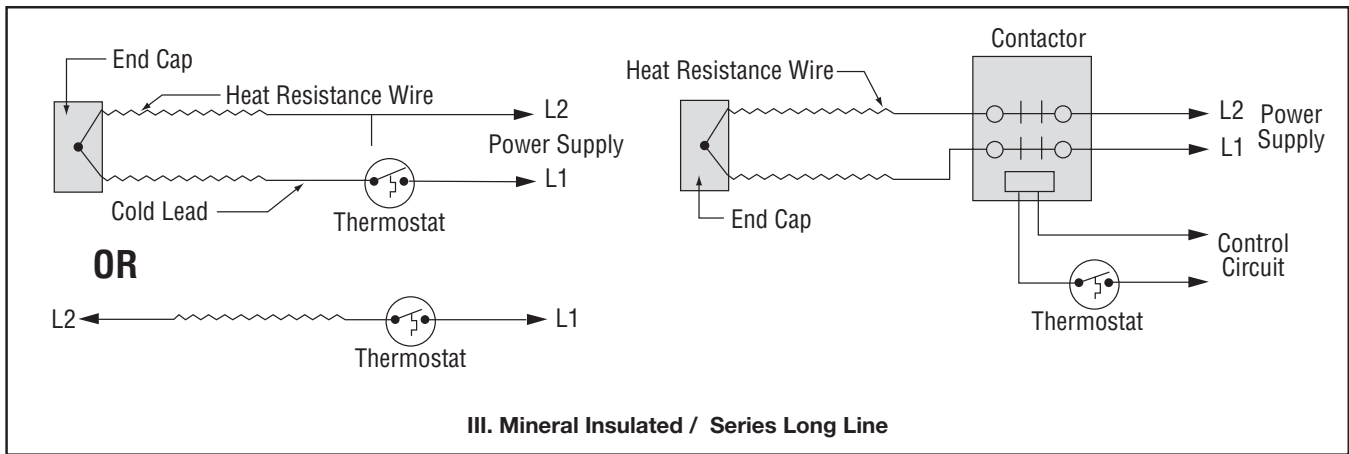 End Cap
Heat Resistance Wire
L2
Power Supply
L1
Cold Lead
Thermostat
OR
L2
L1
Thermostat
Contactor
Heat Resistance Wire
L2
Power
Supply
L1
End Cap
Control
Circuit
Thermostat
III. Mineral Insulated / Series Long Line